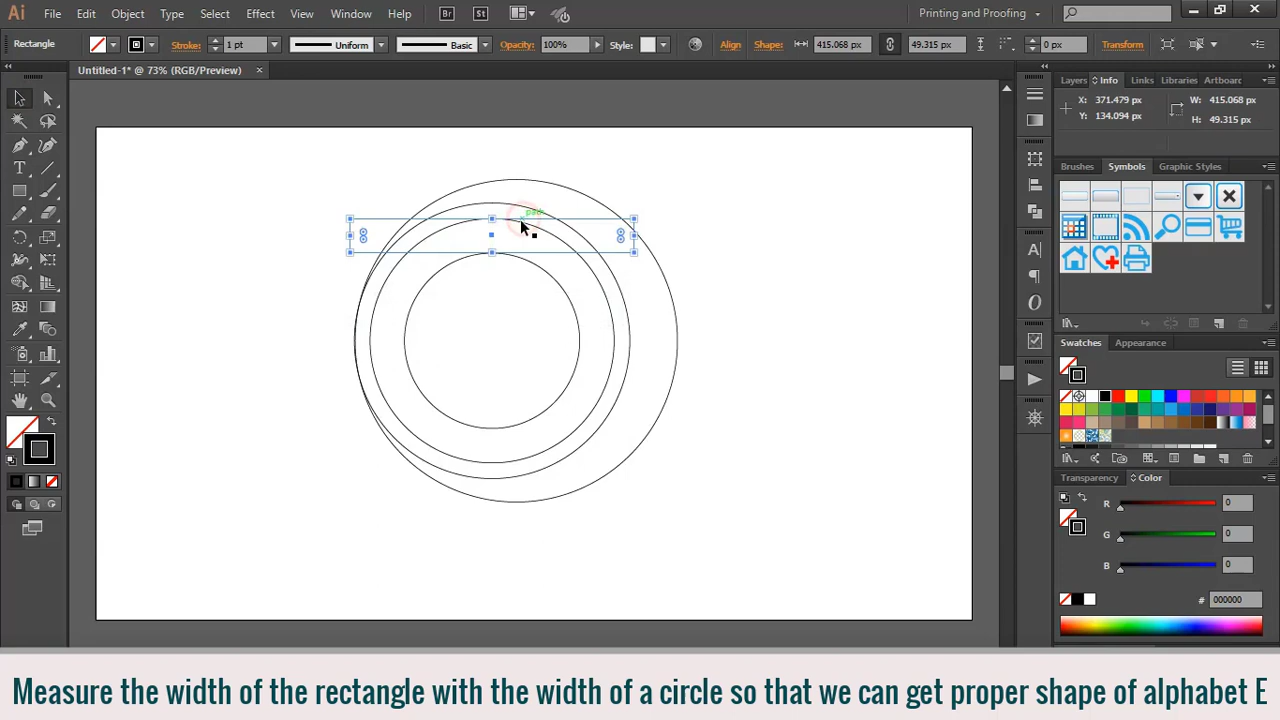 Ai File Edit Object Type Select Effect View Window Help Br St Printing and Proofing
Rectangle Stroke: 1 pt Uniform Basic Opacity: 100% Style: Align Shape: 415.068 px 49.315 px 0 px Transform
Untitled-1* @ 73% (RGB/Preview)
Layers Info Links Libraries Artboar
X: 371.479 px W: 415.068 px
Y: 134.094 px H: 49.315 px
Brushes Symbols Graphic Styles
Swatches Appearance
Transparency Color
R 0
G 0
B 0
# 000000
Measure the width of the rectangle with the width of a circle so that we can get proper shape of alphabet E